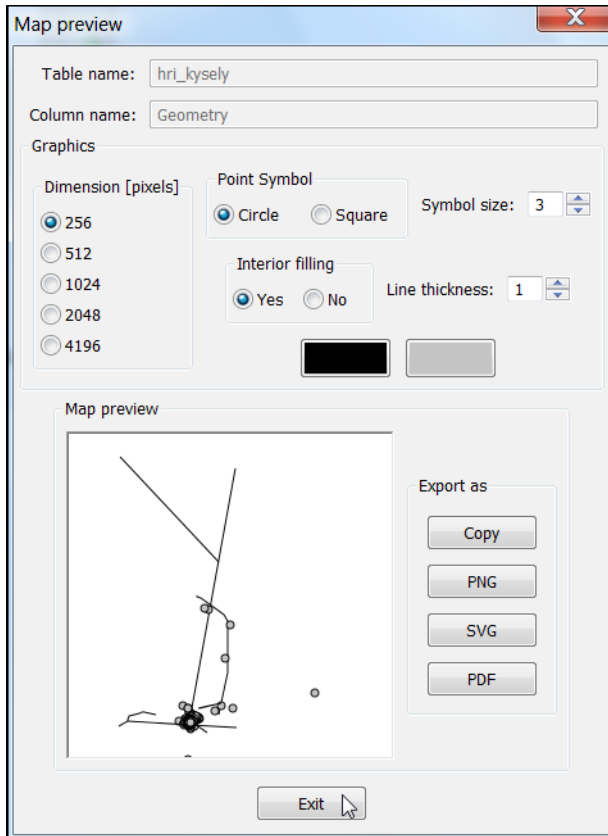 Map preview
Table name: hri_kysely
Column name: Geometry
Graphics
Dimension [pixels]
256
512
1024
2048
4196
Point Symbol
Circle Square
Symbol size: 3
Interior filling
Yes No
Line thickness: 1
Map preview
Export as
Copy
PNG
SVG
PDF
Exit